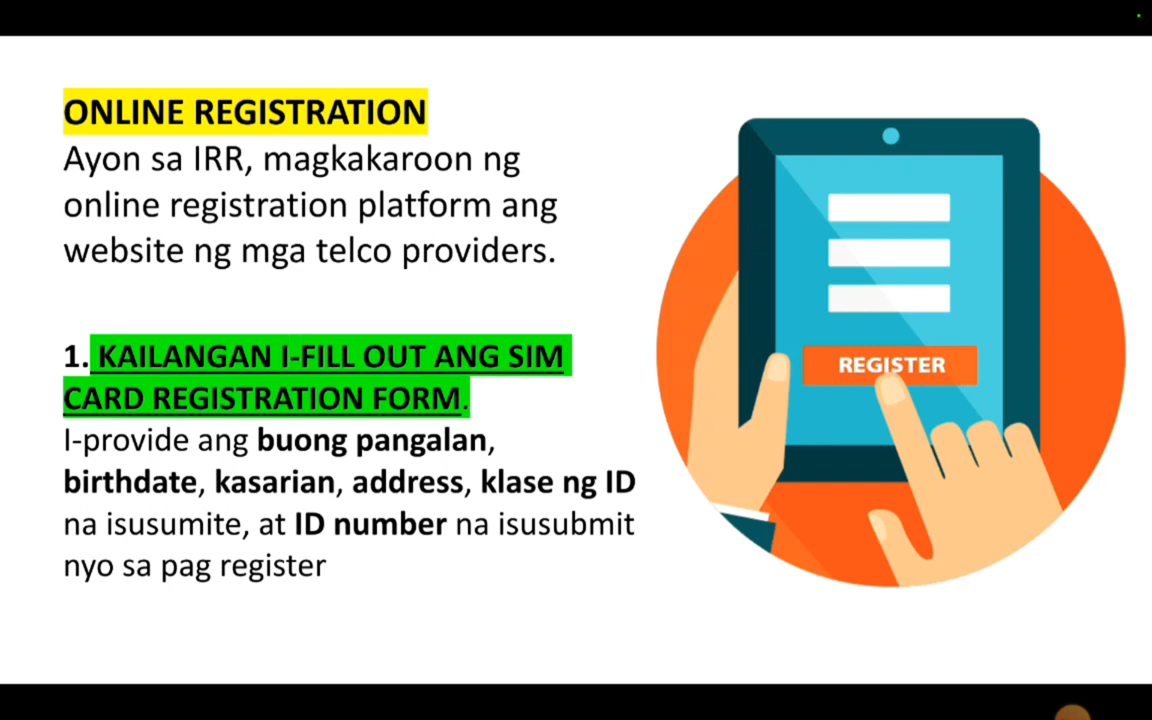 ONLINE REGISTRATION
Ayon sa IRR, magkakaroon ng
online registration platform ang
website ng mga telco providers.
1. KAILANGAN I-FILL OUT ANG SIM
CARD REGISTRATION FORM.
I-provide ang buong pangalan,
birthdate, kasarian, address, klase ng ID
na isusumite, at ID number na isusubmit
nyo sa pag register
REGISTER